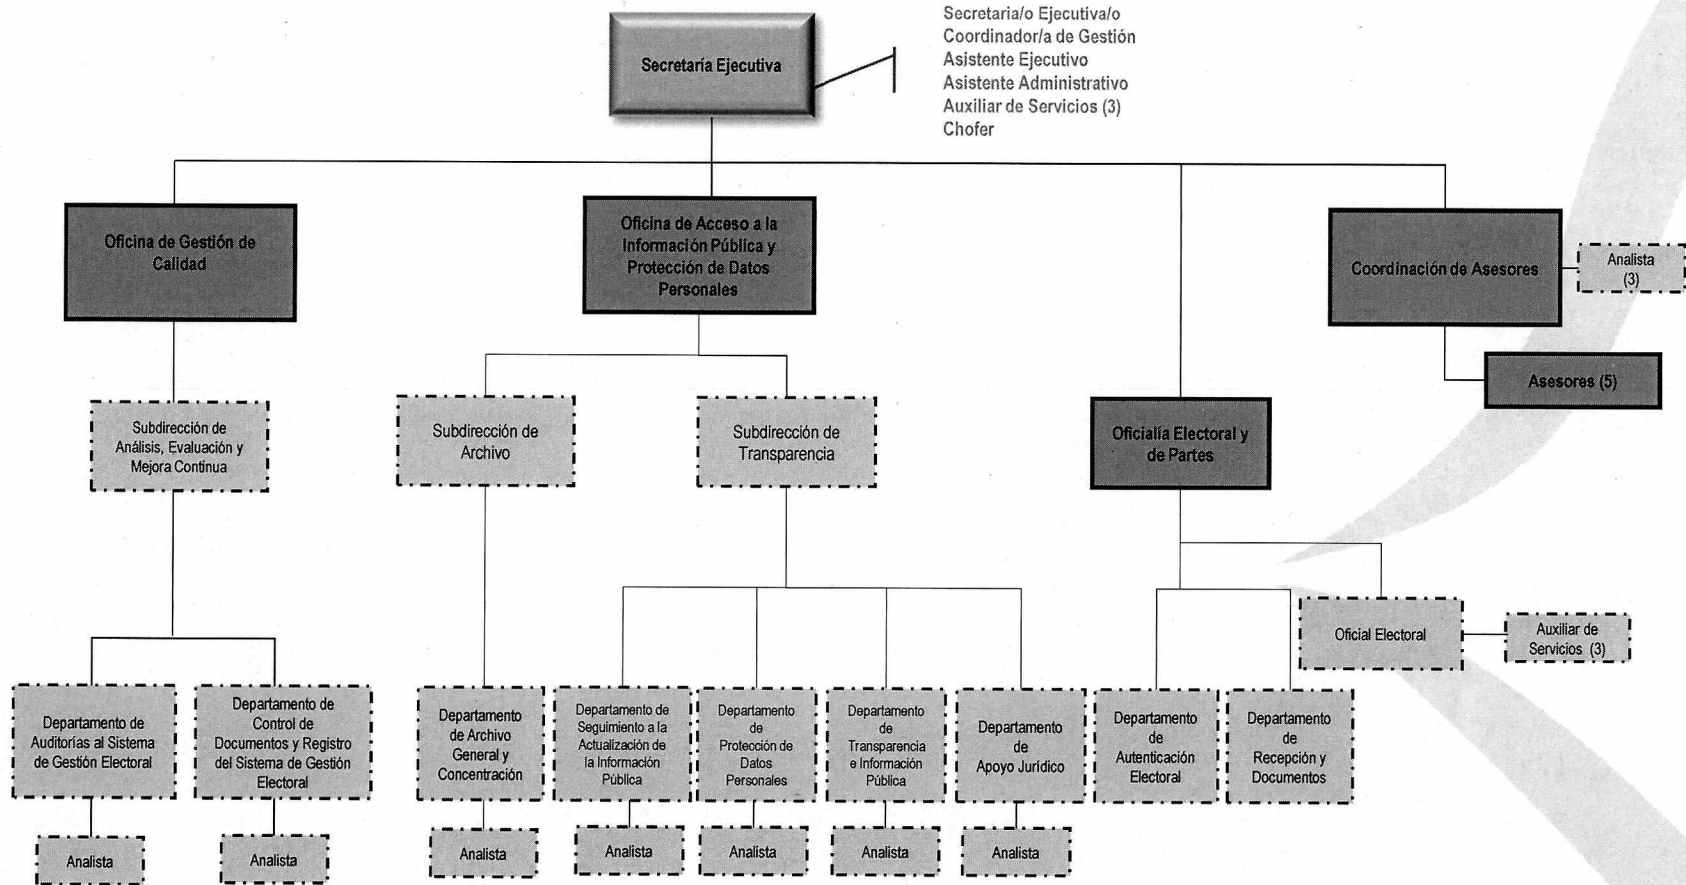 Secretaria/o Ejecutiva/o
Coordinador/a de Gestión
Asistente Ejecutivo
Asistente Administrativo
Auxiliar de Servicios (3)
Chofer
Secretaría Ejecutiva
Oficina de Gestión de
Calidad
Oficina de Acceso a la
Información Pública y
Protección de Datos
Personales
Coordinación de Asesores
Analista
(3)
Asesores (5)
Subdirección de
Análisis, Evaluación y
Mejora Continua
Subdirección de
Archivo
Subdirección de
Transparencia
Oficialía Electoral y
de Partes
Oficial Electoral
Auxiliar de
Servicios (3)
Departamento de
Auditorías al Sistema
de Gestión Electoral
Departamento de
Control de
Documentos y Registro
del Sistema de Gestión
Electoral
Departamento
de Archivo
General y
Concentración
Departamento de
Seguimiento a la
Actualización de
la Información
Pública
Departamento
de
Protección de
Datos
Personales
Departamento
de
Transparencia
e Información
Pública
Departamento
de
Apoyo Jurídico
Departamento
de
Autenticación
Electoral
Departamento
de
Recepción y
Documentos
Analista
Analista
Analista
Analista
Analista
Analista
Analista